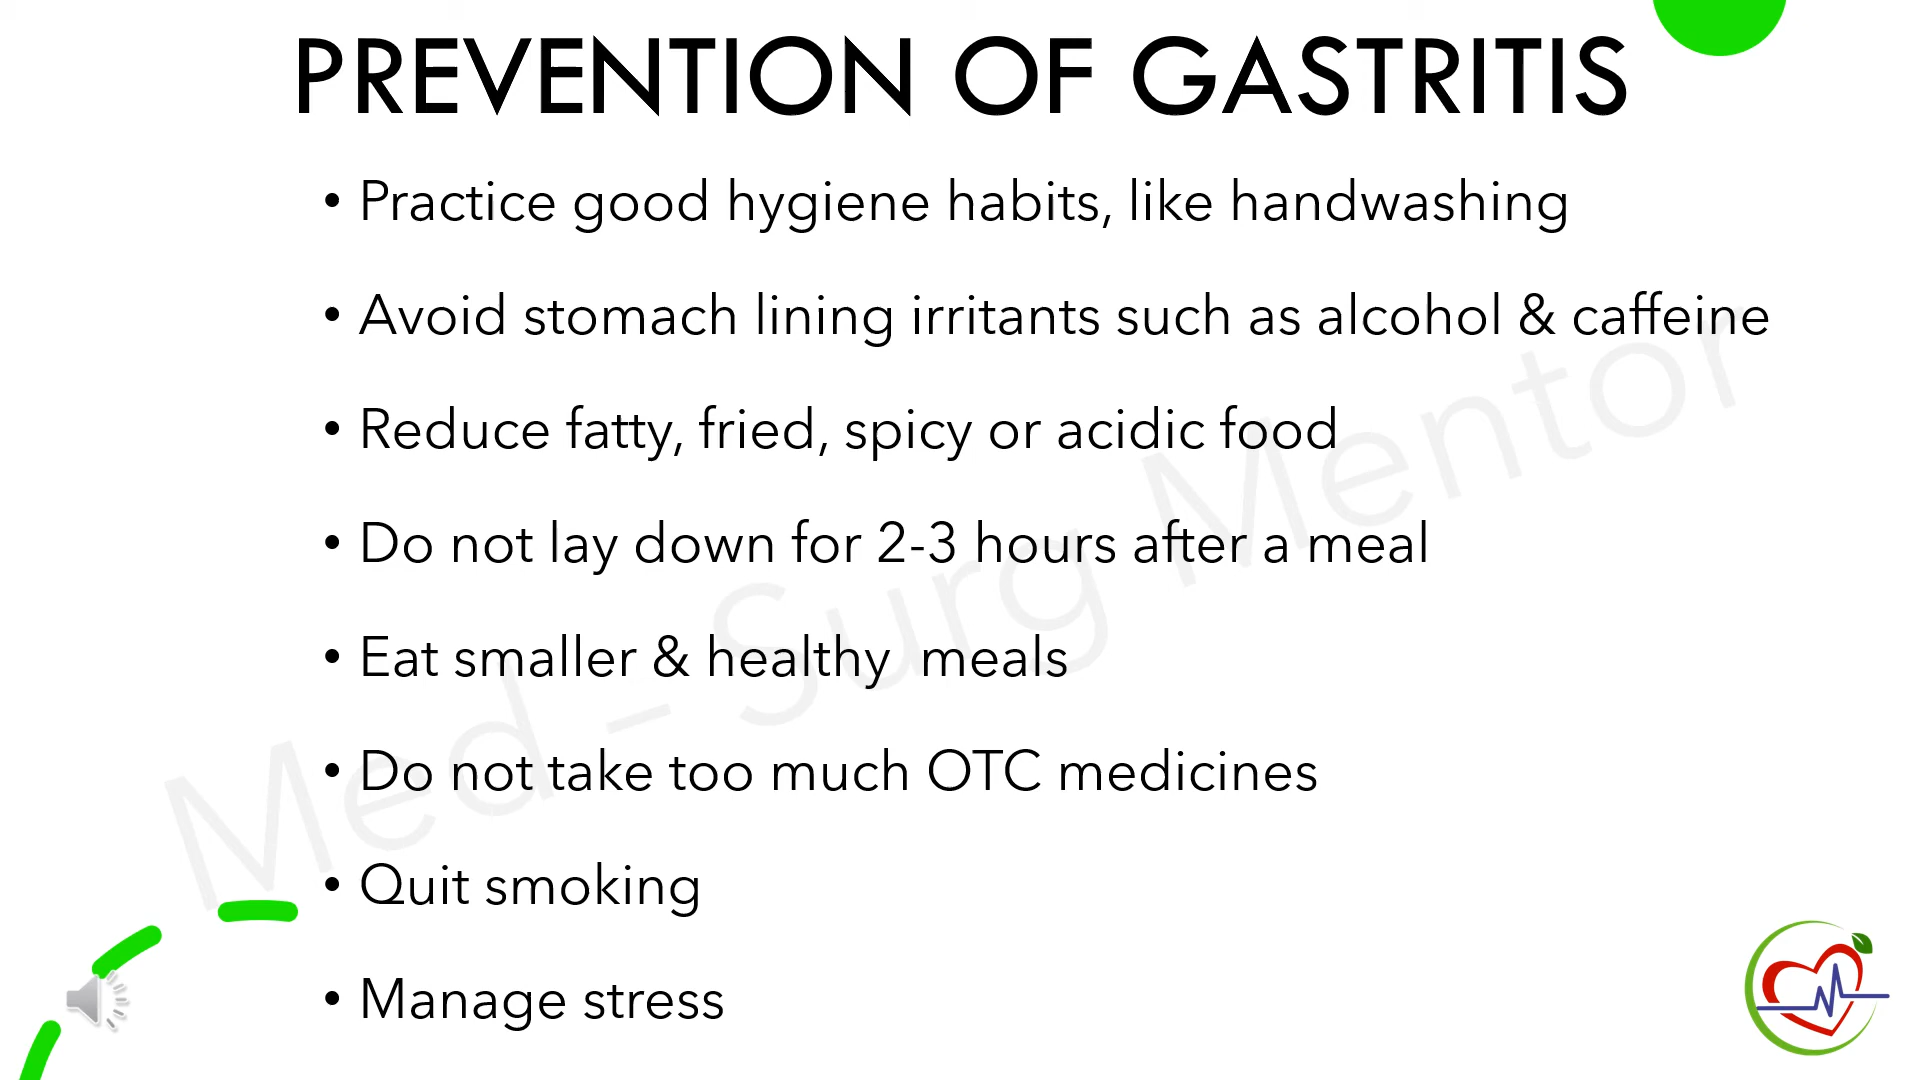 PREVENTION OF GASTRITIS
• Practice good hygiene habits, like handwashing
• Avoid stomach lining irritants such as alcohol & caffeine
• Reduce fatty, fried, spicy or acidic food
• Do not lay down for 2-3 hours after a meal
• Eat smaller & healthy  meals
• Do not take too much OTC medicines
• Quit smoking
• Manage stress
Med - Surg Mentor